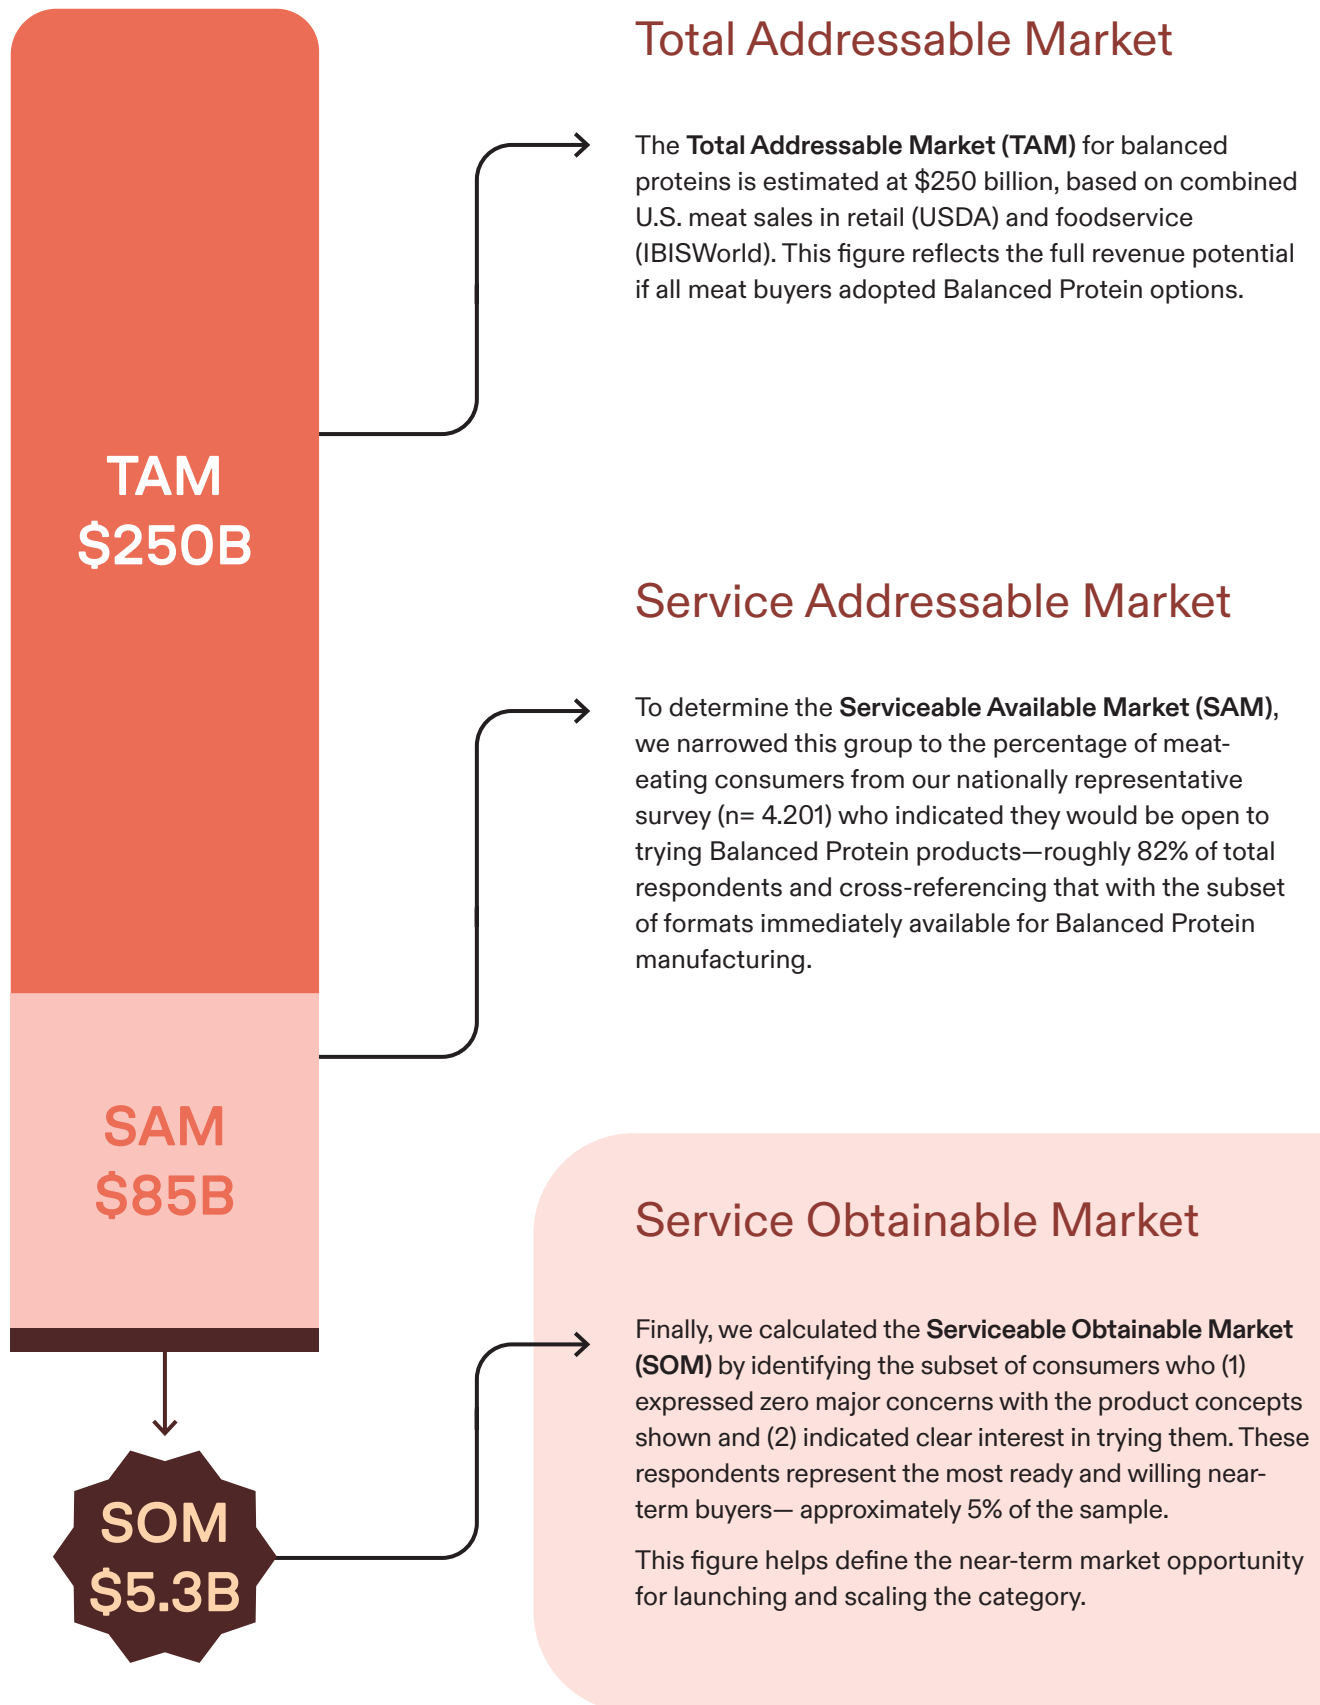 Total Addressable Market
The Total Addressable Market (TAM) for balanced
proteins is estimated at $250 billion, based on combined
U.S. meat sales in retail (USDA) and foodservice
(IBISWorld). This figure reflects the full revenue potential
if all meat buyers adopted Balanced Protein options.
TAM
$250B
Service Addressable Market
To determine the Serviceable Available Market (SAM),
we narrowed this group to the percentage of meat-
eating consumers from our nationally representative
survey (n= 4.201) who indicated they would be open to
trying Balanced Protein products—roughly 82% of total
respondents and cross-referencing that with the subset
of formats immediately available for Balanced Protein
manufacturing.
SAM
$85B
Service Obtainable Market
Finally, we calculated the Serviceable Obtainable Market
(SOM) by identifying the subset of consumers who (1)
expressed zero major concerns with the product concepts
shown and (2) indicated clear interest in trying them. These
respondents represent the most ready and willing near-
term buyers— approximately 5% of the sample.
This figure helps define the near-term market opportunity
for launching and scaling the category.
SOM
$5.3B